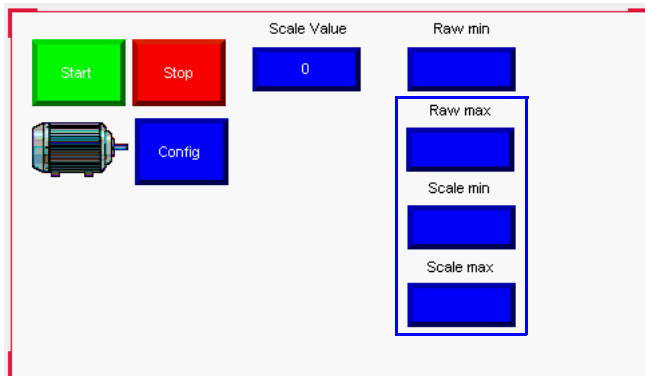 Scale Value
Raw min
Start
Stop
0
Raw max
Config
Scale min
Scale max